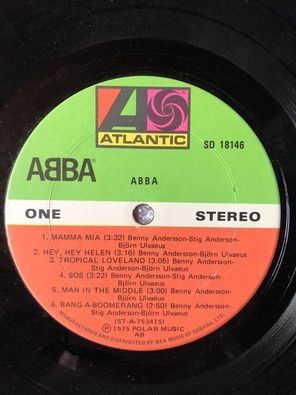 ATLANTIC
SD 18146
ABBA
ABBA
ONE
STEREO
1. MAMMA MIA (3:32) Benny Andersson-Stig Anderson-
Björn Ulvaeus
2. HEY, HEY HELEN (3:16) Benny Andersson-Björn Ulvaeus
3. TROPICAL LOVELAND (3:05) Benny Andersson-
Stig Anderson-Björn Ulvaeus
4. SOS (3:22) Benny Andersson-Stig Anderson-
Björn Ulvaeus
5. MAN IN THE MIDDLE (3:00) Benny Andersson-
Björn Ulvaeus
6. BANG-A-BOOMERANG (2:50) Benny Andersson-
Stig Anderson-Björn Ulvaeus
(ST-A-753415)
℗ 1975 POLAR MUSIC
AB
MANUFACTURED AND DISTRIBUTED BY WEA MUSIC OF CANADA, LTD.